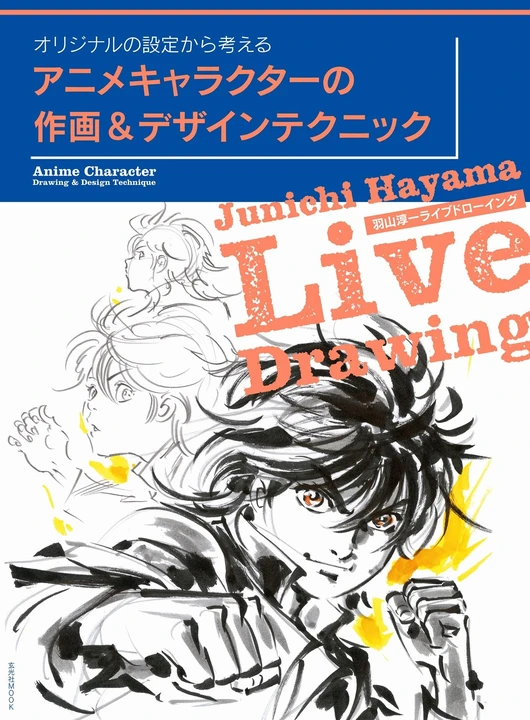 オリジナルの設定から考える
アニメキャラクターの
作画&デザインテクニック
Anime Character
Drawing & Design Technique
Junichi Hayama
羽山淳一ライブドローイング
Live
Drawing
玄光社MOOK